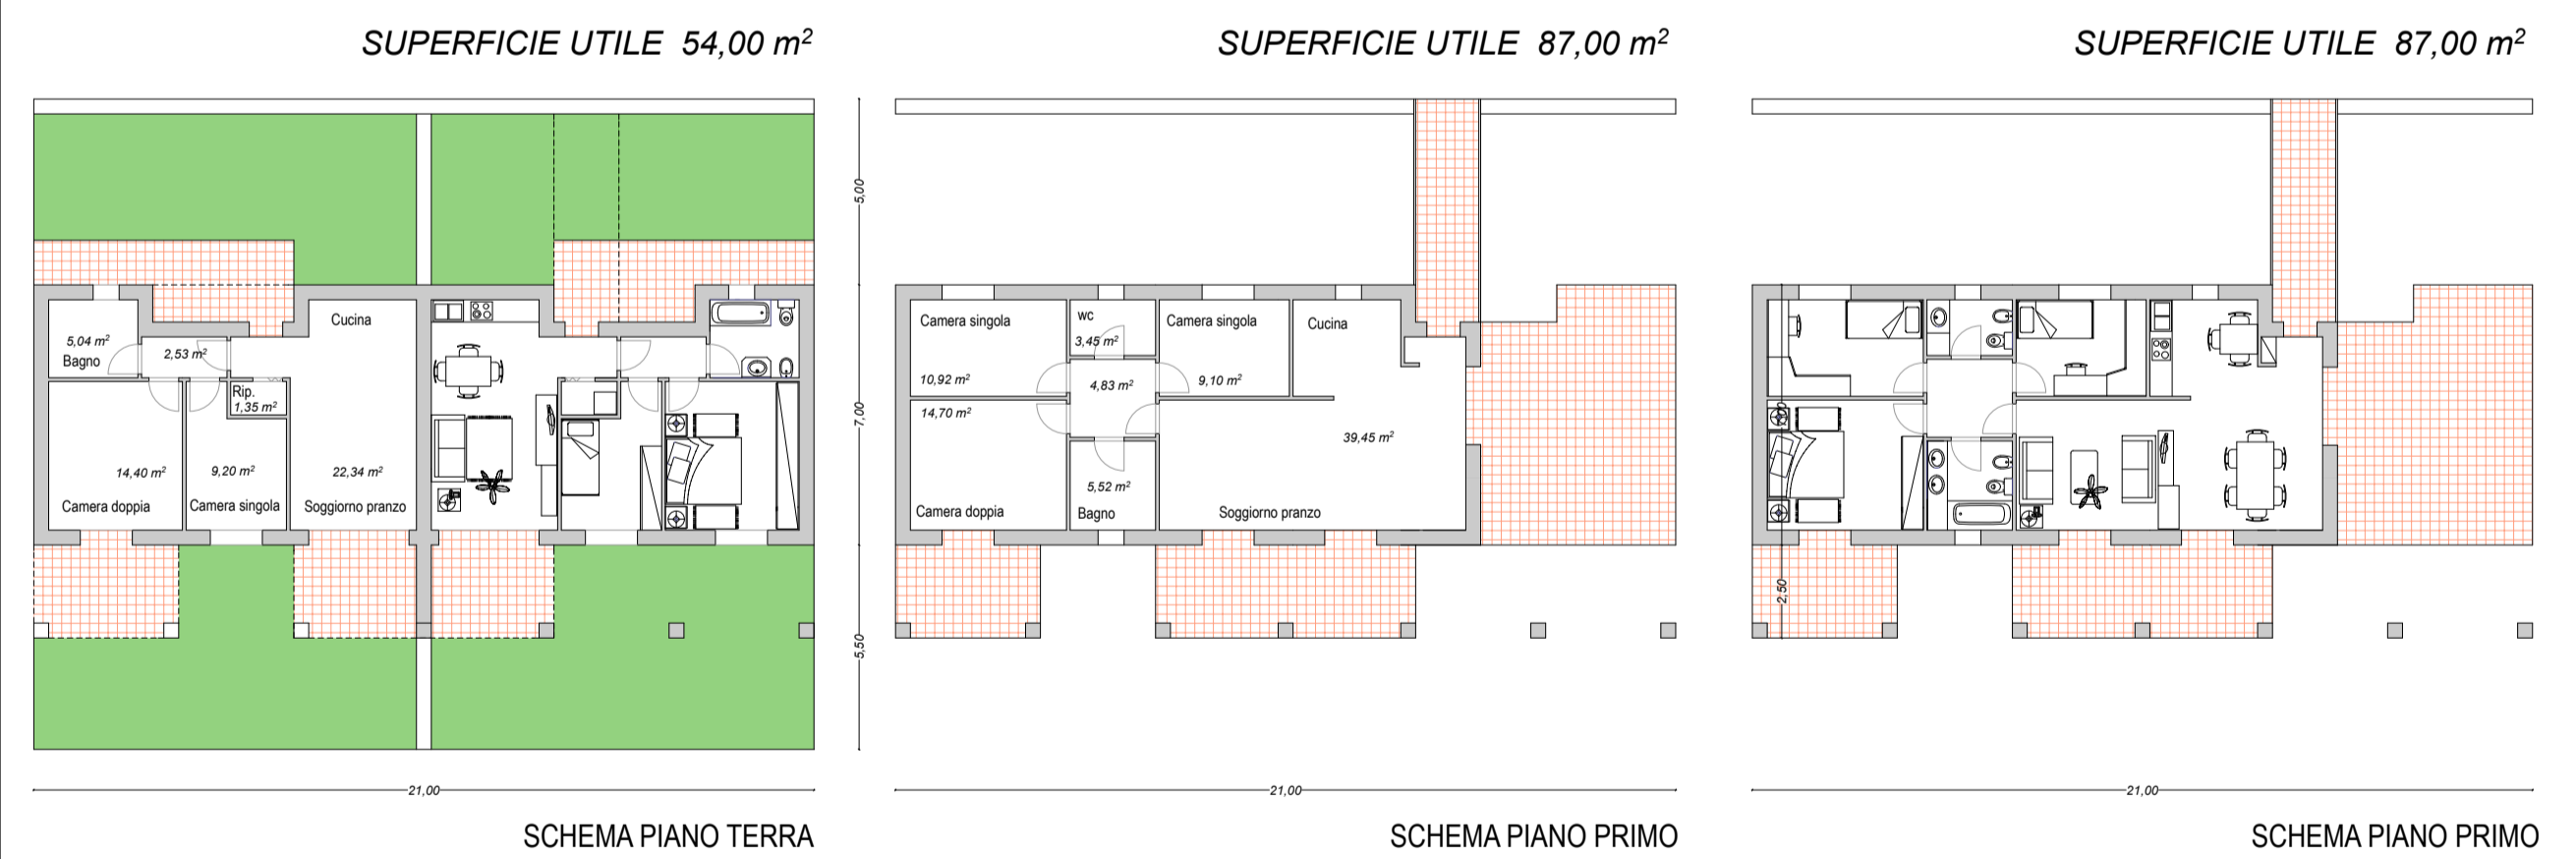 SUPERFICIE UTILE 54,00 m²
SUPERFICIE UTILE 87,00 m²
SUPERFICIE UTILE 87,00 m²
Cucina
5,04 m²
Bagno
2,53 m²
Rip.
1,35 m²
14,40 m²
9,20 m²
22,34 m²
Camera doppia
Camera singola
Soggiorno pranzo
5,00
7,00
5,50
21,00
SCHEMA PIANO TERRA
Camera singola
wc
3,45 m²
Camera singola
Cucina
10,92 m²
4,83 m²
9,10 m²
14,70 m²
39,45 m²
5,52 m²
Camera doppia
Bagno
Soggiorno pranzo
21,00
SCHEMA PIANO PRIMO
2,50
21,00
SCHEMA PIANO PRIMO